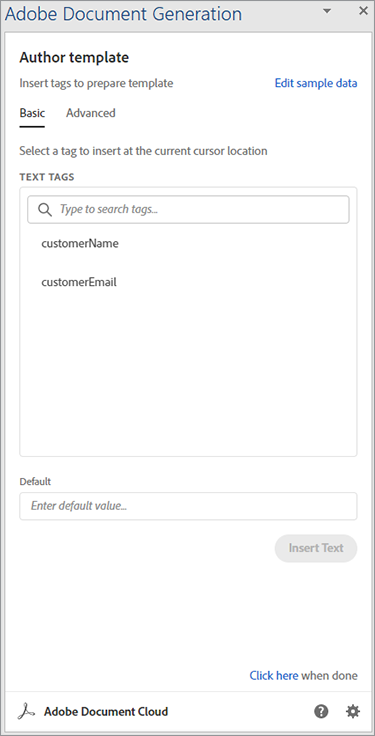 Adobe Document Generation
Author template
Insert tags to prepare template Edit sample data
Basic Advanced
Select a tag to insert at the current cursor location
TEXT TAGS
Type to search tags...
customerName
customerEmail
Default
Enter default value...
Insert Text
Click here when done
Adobe Document Cloud